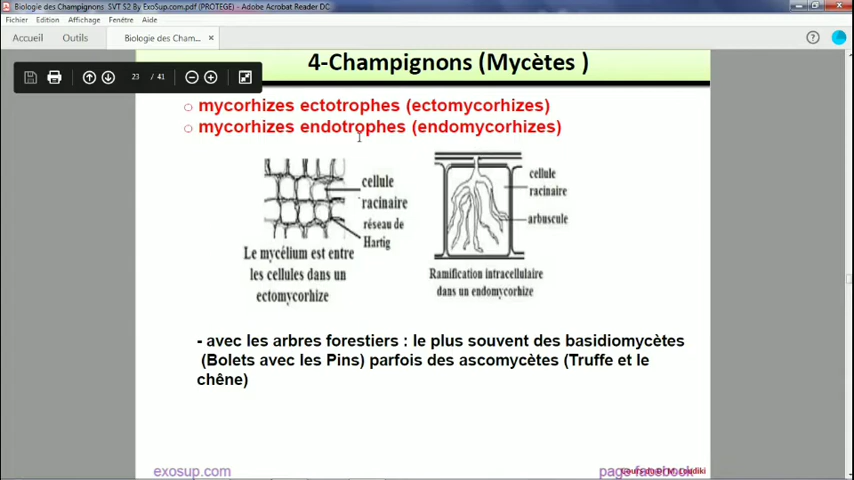 Biologie des Champignons SVT S2 By ExoSup.com.pdf (PROTEGE) - Adobe Acrobat Reader DC
Fichier Edition Affichage Fenêtre Aide
Accueil Outils Biologie des Cham... ×
23 / 41
4-Champignons (Mycètes )
mycorhizes ectotrophes (ectomycorhizes)
mycorhizes endotrophes (endomycorhizes)
cellule
racinaire
réseau de
Hartig
Le mycélium est entre
les cellules dans un
ectomycorhize
cellule
racinaire
arbuscule
Ramification intracellulaire
dans un endomycorhize
- avec les arbres forestiers : le plus souvent des basidiomycètes
(Bolets avec les Pins) parfois des ascomycètes (Truffe et le
chêne)
exosup.com
page facebook